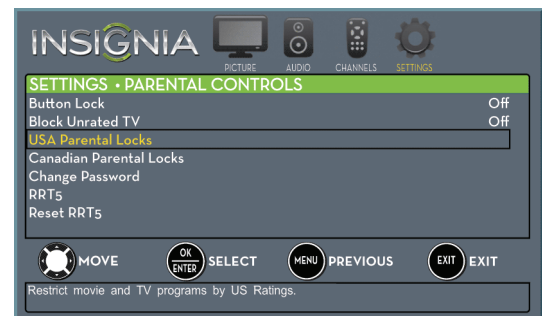 INSIGNIA
PICTURE AUDIO CHANNELS SETTINGS
SETTINGS • PARENTAL CONTROLS
Button Lock Off
Block Unrated TV Off
USA Parental Locks
Canadian Parental Locks
Change Password
RRT5
Reset RRT5
MOVE OK ENTER SELECT MENU PREVIOUS EXIT EXIT
Restrict movie and TV programs by US Ratings.